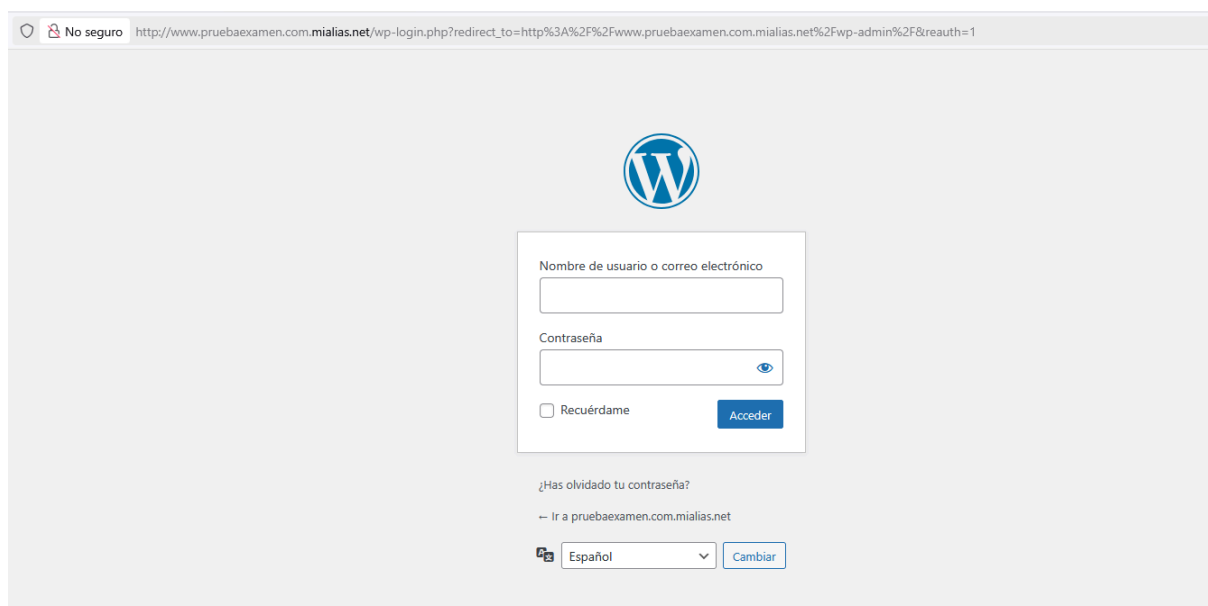 No seguro http://www.pruebaexamen.com.mialias.net/wp-login.php?redirect_to=http%3A%2F%2Fwww.pruebaexamen.com.mialias.net%2Fwp-admin%2F&reauth=1
Nombre de usuario o correo electrónico
Contraseña
Recuérdame Acceder
¿Has olvidado tu contraseña?
← Ir a pruebaexamen.com.mialias.net
Español Cambiar